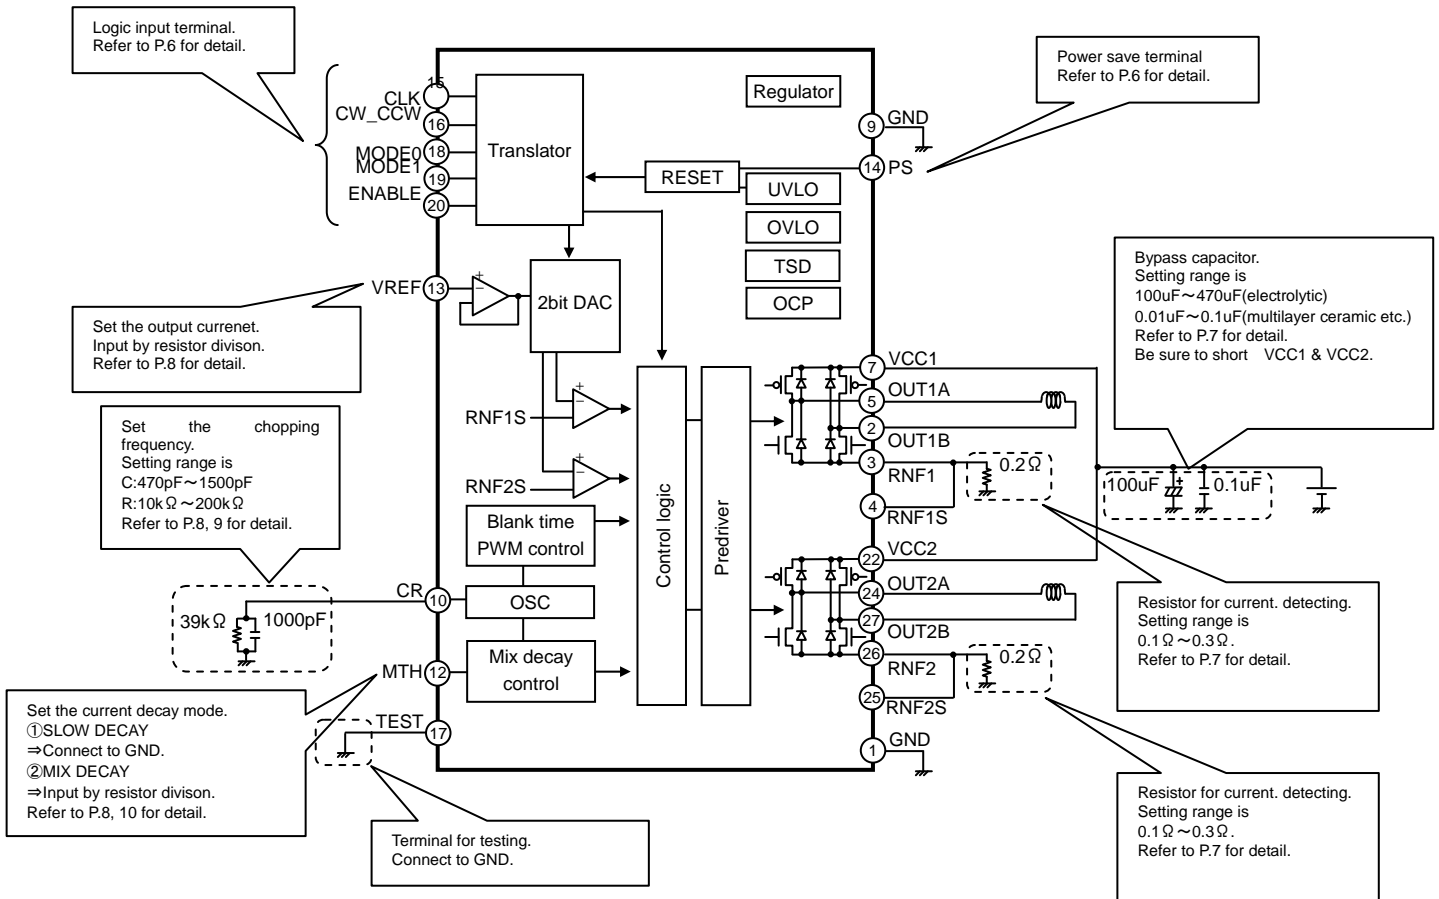 Logic input terminal.
Refer to P.6 for detail.
Power save terminal
Refer to P.6 for detail.
15
CLK
CW_CCW
16
MODE0
18
MODE1
19
ENABLE
20
Translator
Regulator
RESET
UVLO
OVLO
TSD
OCP
9
GND
14
PS
VREF
13
+
−
2bit DAC
Set the output currenet.
Input by resistor divison.
Refer to P.8 for detail.
Bypass capacitor.
Setting range is
100uF～470uF(electrolytic)
0.01uF～0.1uF(multilayer ceramic etc.)
Refer to P.7 for detail.
Be sure to short VCC1 & VCC2.
Set the chopping
frequency.
Setting range is
C:470pF～1500pF
R:10kΩ～200kΩ
Refer to P.8, 9 for detail.
+
−
RNF1S
+
−
RNF2S
Blank time
PWM control
OSC
Mix decay
control
Control logic
Predriver
7
VCC1
5
OUT1A
2
OUT1B
3
RNF1
4
RNF1S
0.2Ω
100uF
+
0.1uF
22
VCC2
24
OUT2A
27
OUT2B
26
RNF2
25
RNF2S
0.2Ω
1
GND
CR
10
39kΩ
1000pF
MTH
12
TEST
17
Resistor for current. detecting.
Setting range is
0.1Ω～0.3Ω.
Refer to P.7 for detail.
Set the current decay mode.
①SLOW DECAY
⇒Connect to GND.
②MIX DECAY
⇒Input by resistor divison.
Refer to P.8, 10 for detail.
Terminal for testing.
Connect to GND.
Resistor for current. detecting.
Setting range is
0.1Ω～0.3Ω.
Refer to P.7 for detail.